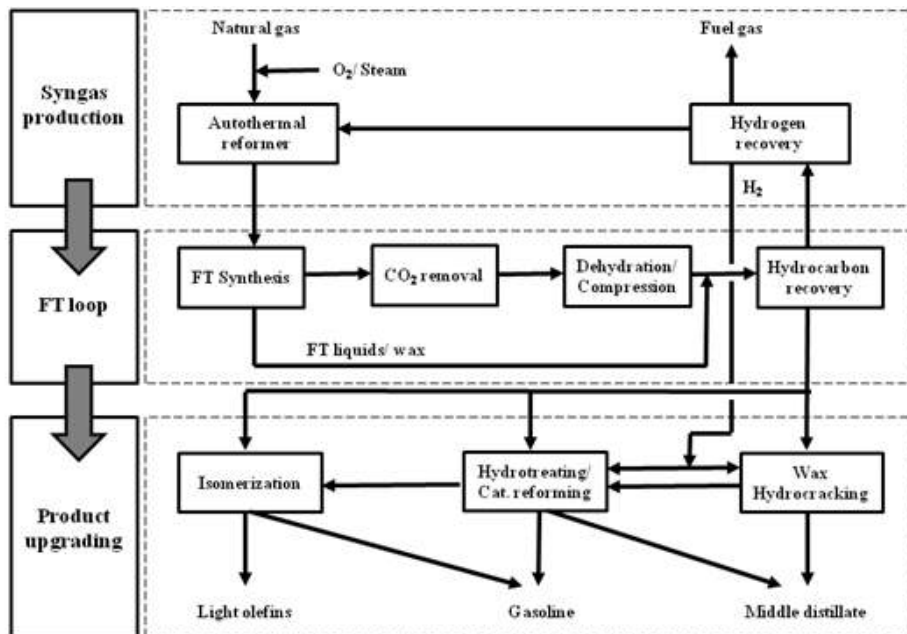 Natural gas
Fuel gas
O₂/ Steam
Syngas
production
Autothermal
reformer
Hydrogen
recovery
H₂
FT loop
FT Synthesis
CO₂ removal
Dehydration/
Compression
Hydrocarbon
recovery
FT liquids/ wax
Product
upgrading
Isomerization
Hydrotreating/
Cat. reforming
Wax
Hydrocracking
Light olefins
Gasoline
Middle distillate